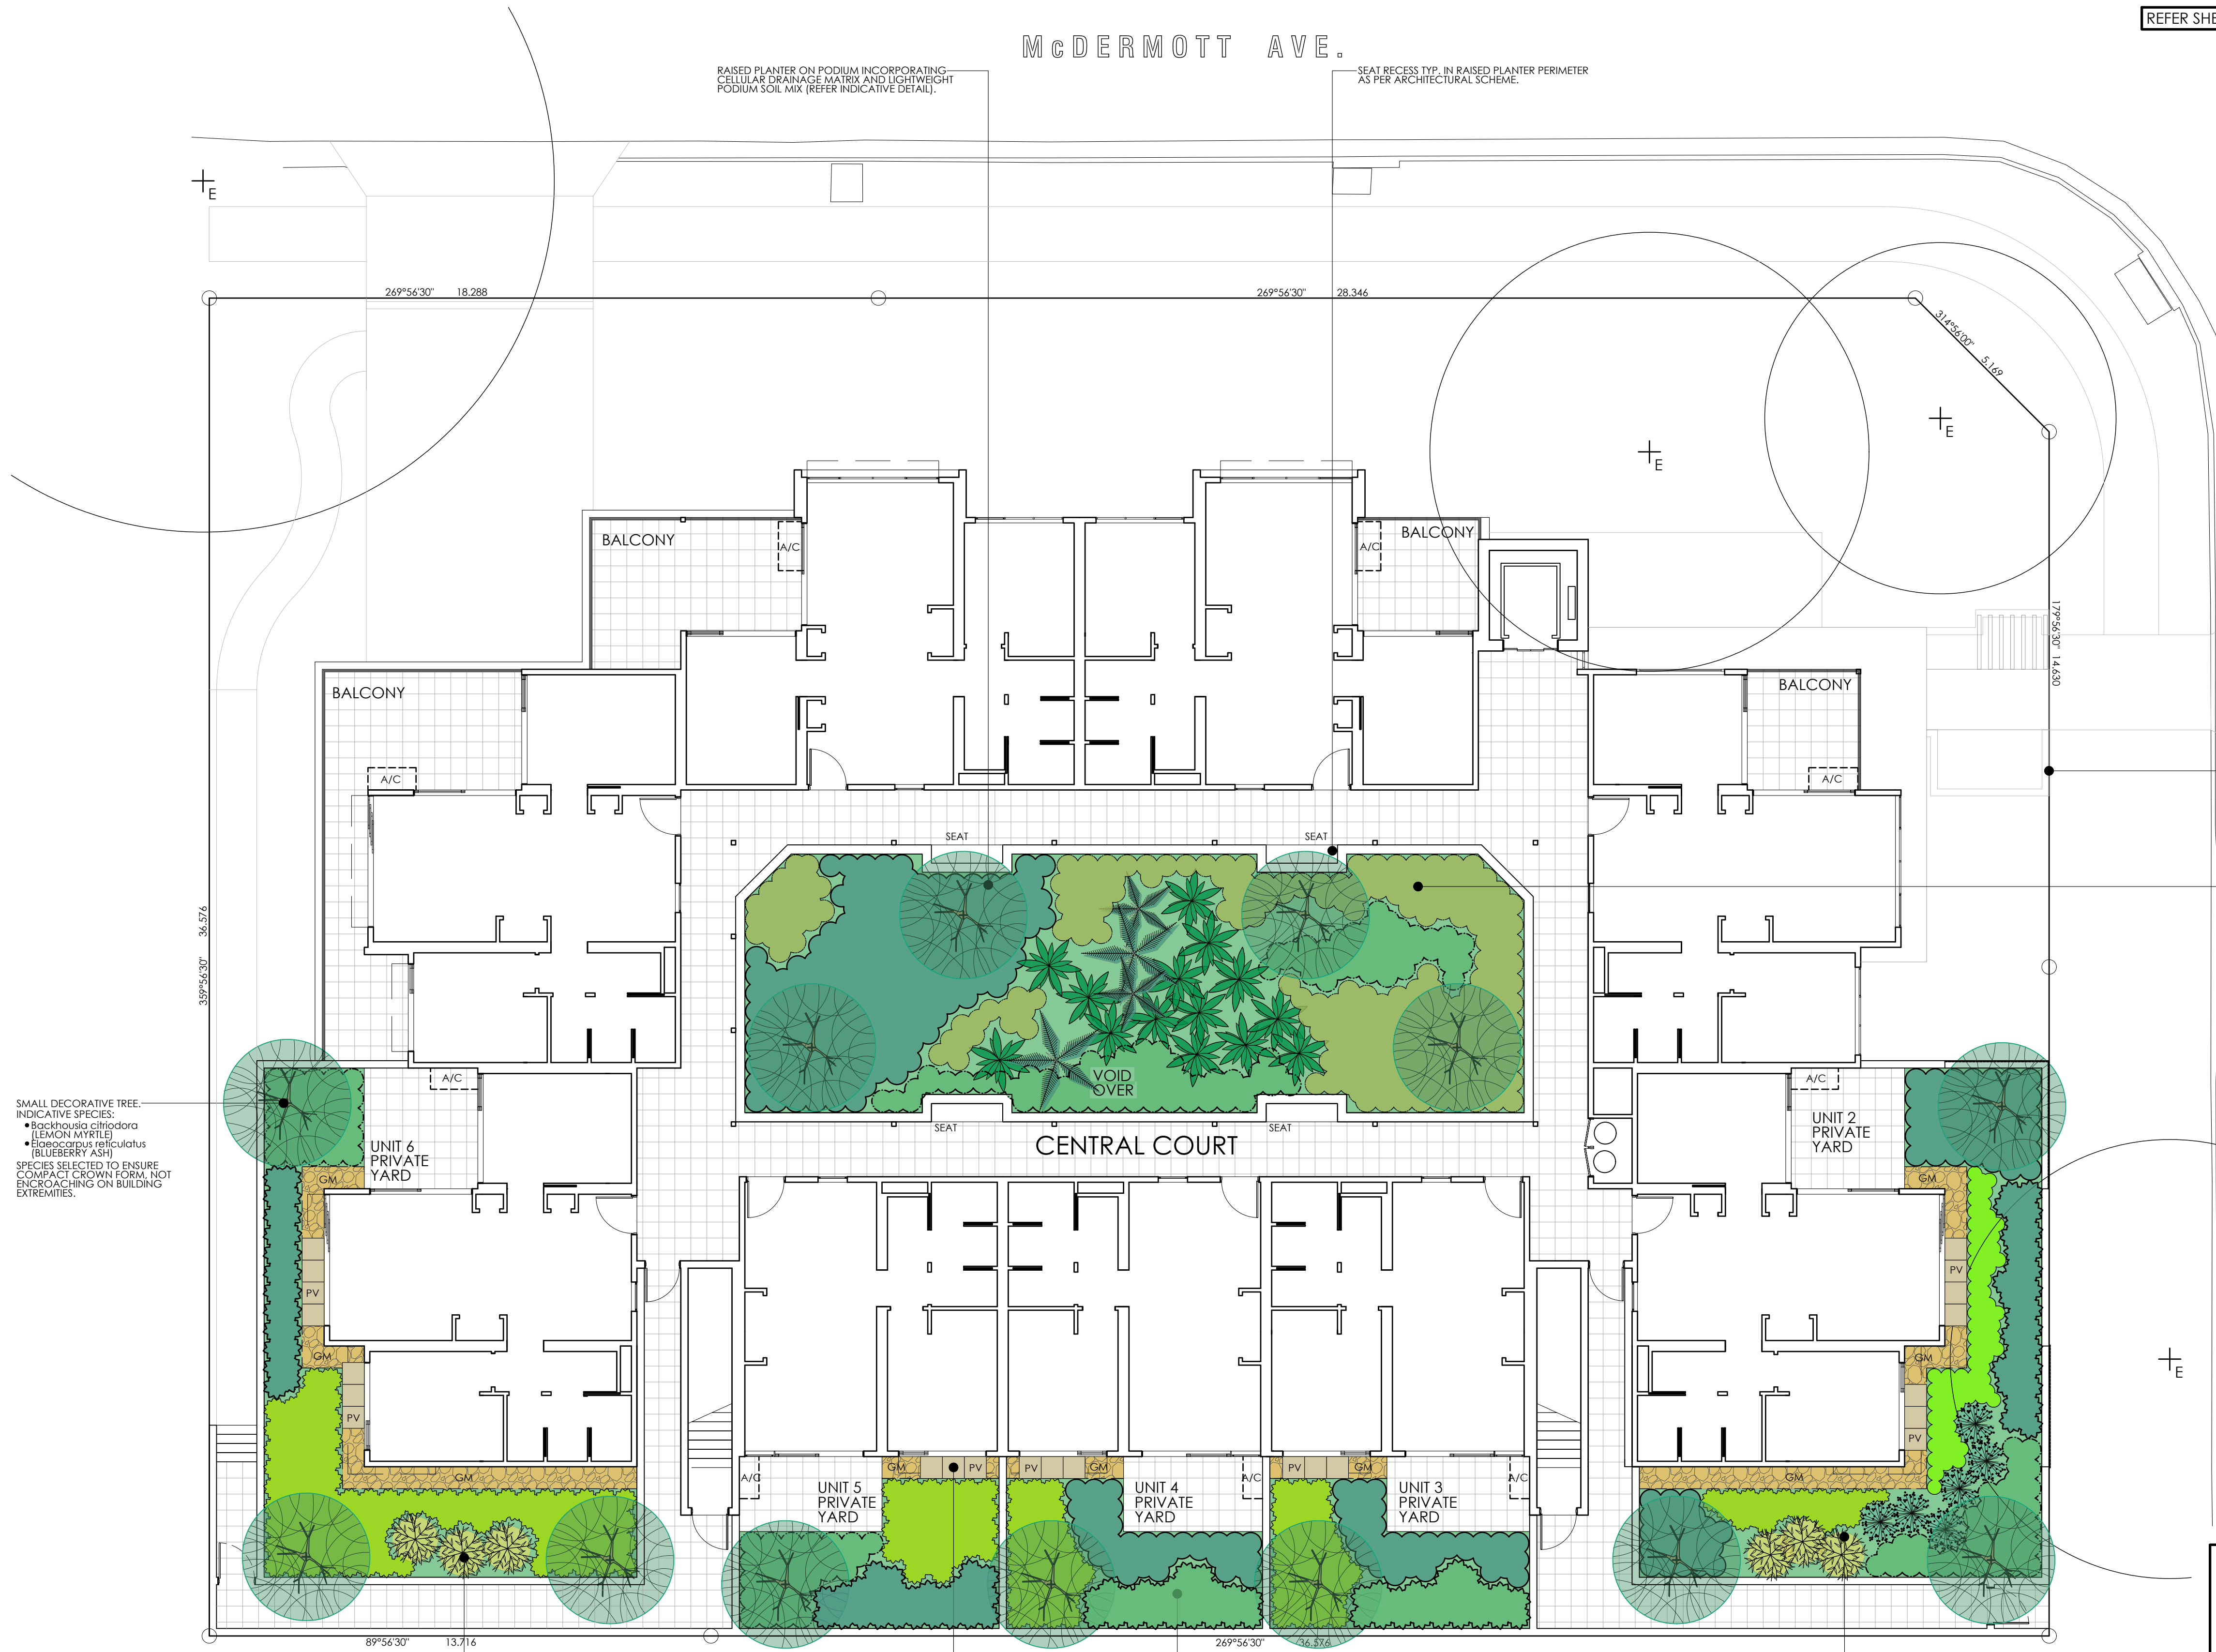 REFER SHE
McDERMOTT AVE.
RAISED PLANTER ON PODIUM INCORPORATING
CELLULAR DRAINAGE MATRIX AND LIGHTWEIGHT
PODIUM SOIL MIX (REFER INDICATIVE DETAIL).
SEAT RECESS TYP. IN RAISED PLANTER PERIMETER
AS PER ARCHITECTURAL SCHEME.
E
269°56'30" 18.288
269°56'30" 28.346
314°56'00" 5.169
E
E
BALCONY
A/C
A/C
BALCONY
179°56'30" 14.630
BALCONY
BALCONY
A/C
A/C
SEAT
SEAT
359°56'30" 36.576
VOID
OVER
A/C
A/C
SMALL DECORATIVE TREE.
INDICATIVE SPECIES:
•Backhousia citriodora
(LEMON MYRTLE)
•Elaeocarpus reticulatus
(BLUEBERRY ASH)
SPECIES SELECTED TO ENSURE
COMPACT CROWN FORM, NOT
ENCROACHING ON BUILDING
EXTREMITIES.
UNIT 6
PRIVATE
YARD
SEAT
SEAT
CENTRAL COURT
UNIT 2
PRIVATE
YARD
GM
GM
PV
PV
GM
GM
E
PV
PV
GM
GM
PV
PV
GM
PV
GM
GM
A/C
A/C
A/C
UNIT 5
PRIVATE
YARD
UNIT 4
PRIVATE
YARD
UNIT 3
PRIVATE
YARD
GM
89°56'30" 13.716
269°56'30" 36.576